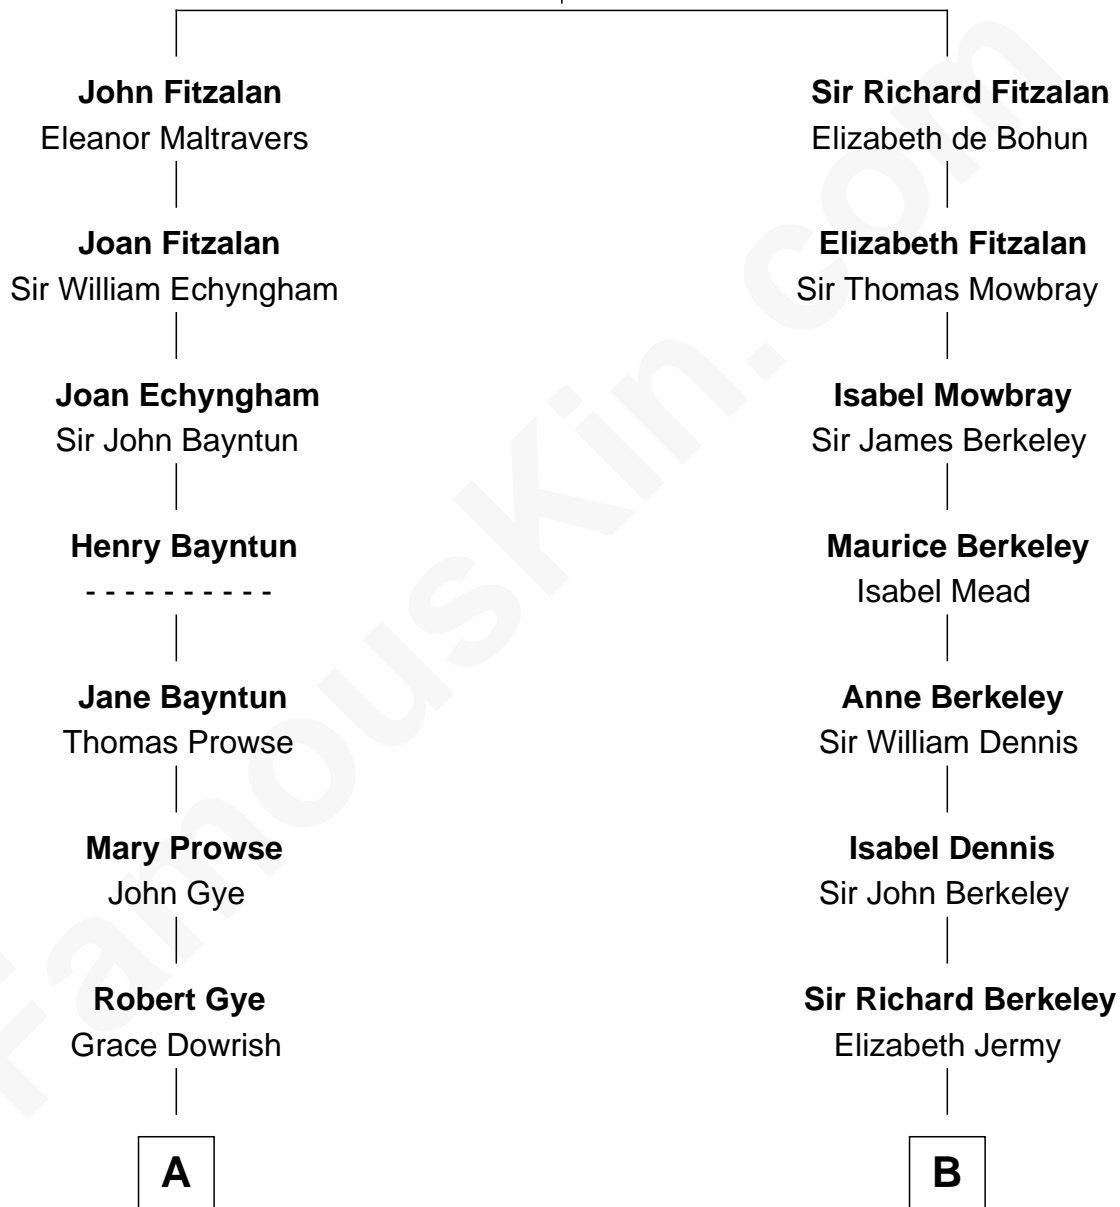 John Fitzalan
Eleanor Maltravers
Joan Fitzalan
Sir William Echyngham
Joan Echyngham
Sir John Bayntun
Henry Bayntun
- - - - - - - - - -
Jane Bayntun
Thomas Prowse
Mary Prowse
John Gye
Robert Gye
Grace Dowrish
A
Sir Richard Fitzalan
Elizabeth de Bohun
Elizabeth Fitzalan
Sir Thomas Mowbray
Isabel Mowbray
Sir James Berkeley
Maurice Berkeley
Isabel Mead
Anne Berkeley
Sir William Dennis
Isabel Dennis
Sir John Berkeley
Sir Richard Berkeley
Elizabeth Jermy
B
FamousKin.com